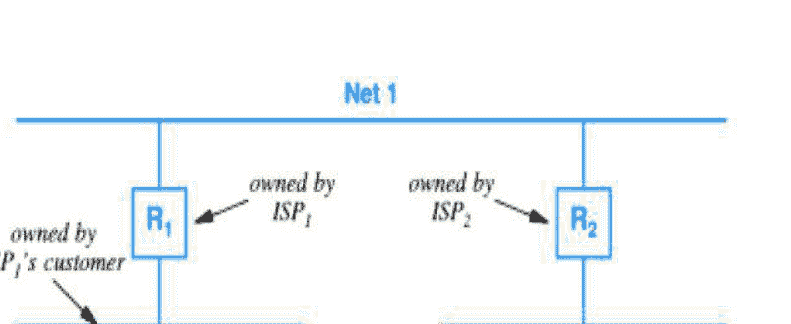 Net 1
owned by
ISP1
owned by
ISP2
R1
R2
owned by
P1's customer